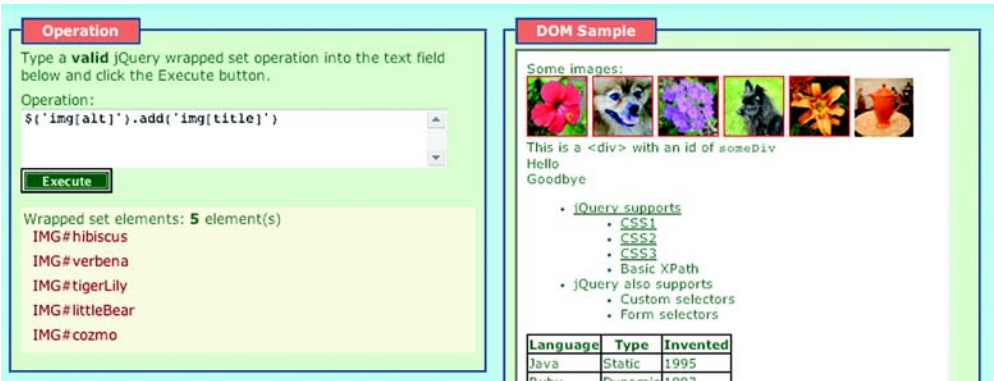 Operation
Type a valid jQuery wrapped set operation into the text field
below and click the Execute button.
Operation:
$('img[alt]').add('img[title]')
Execute
Wrapped set elements: 5 element(s)
IMG#hibiscus
IMG#verbena
IMG#tigerLily
IMG#littleBear
IMG#cozmo
DOM Sample
Some images:
This is a <div> with an id of someDiv
Hello
Goodbye
• jQuery supports
• CSS1
• CSS2
• CSS3
• Basic XPath
• jQuery also supports
• Custom selectors
• Form selectors
Language Type Invented
Java Static 1995